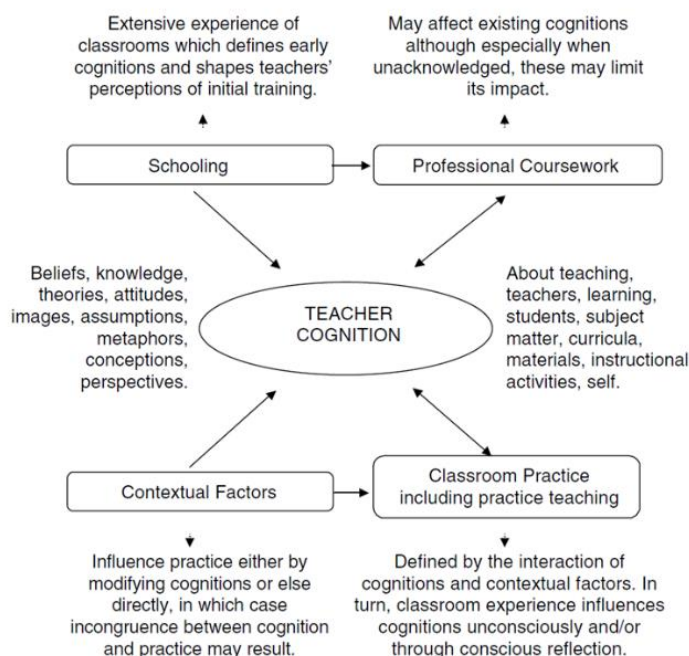 Extensive experience of
classrooms which defines early
cognitions and shapes teachers'
perceptions of initial training.
May affect existing cognitions
although especially when
unacknowledged, these may limit
its impact.
Schooling
Professional Coursework
Beliefs, knowledge,
theories, attitudes,
images, assumptions,
metaphors,
conceptions,
perspectives.
TEACHER
COGNITION
About teaching,
teachers, learning,
students, subject
matter, curricula,
materials, instructional
activities, self.
Contextual Factors
Classroom Practice
including practice teaching
Influence practice either by
modifying cognitions or else
directly, in which case
incongruence between cognition
and practice may result.
Defined by the interaction of
cognitions and contextual factors. In
turn, classroom experience influences
cognitions unconsciously and/or
through conscious reflection.